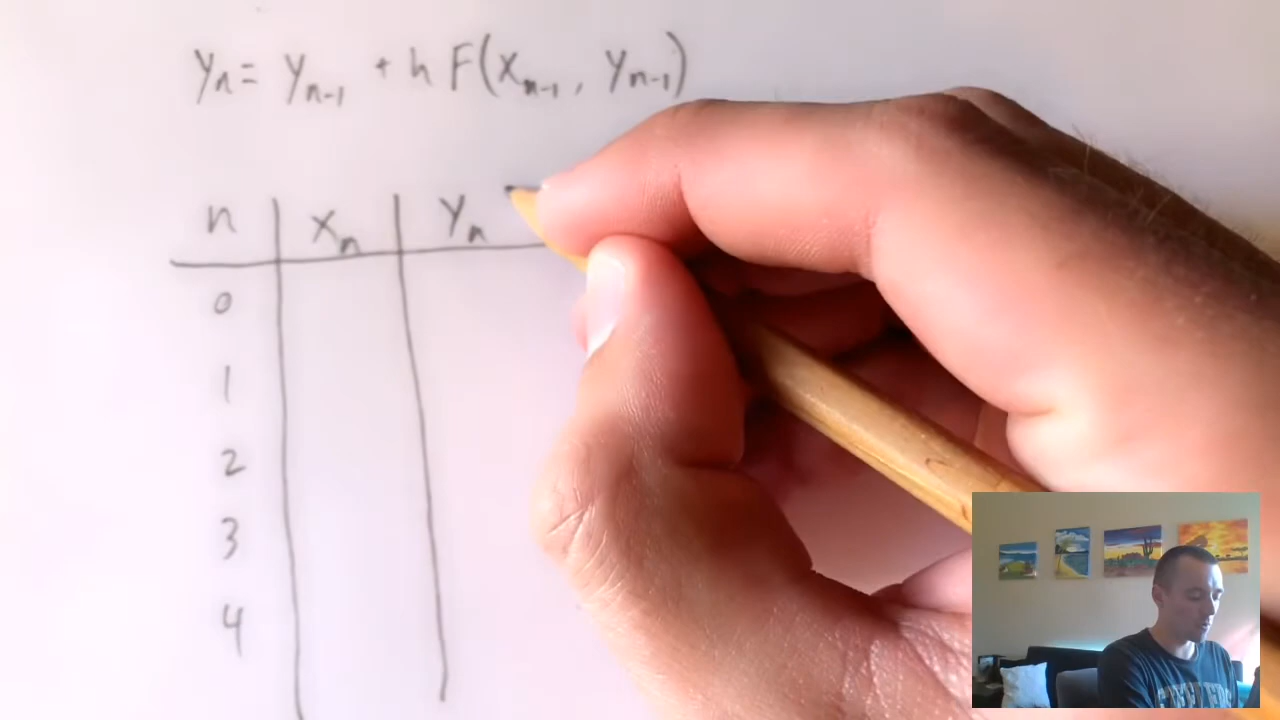 yₙ = yₙ₋₁ + h F(xₙ₋₁, yₙ₋₁)
n xₙ yₙ
0
1
2
3
4